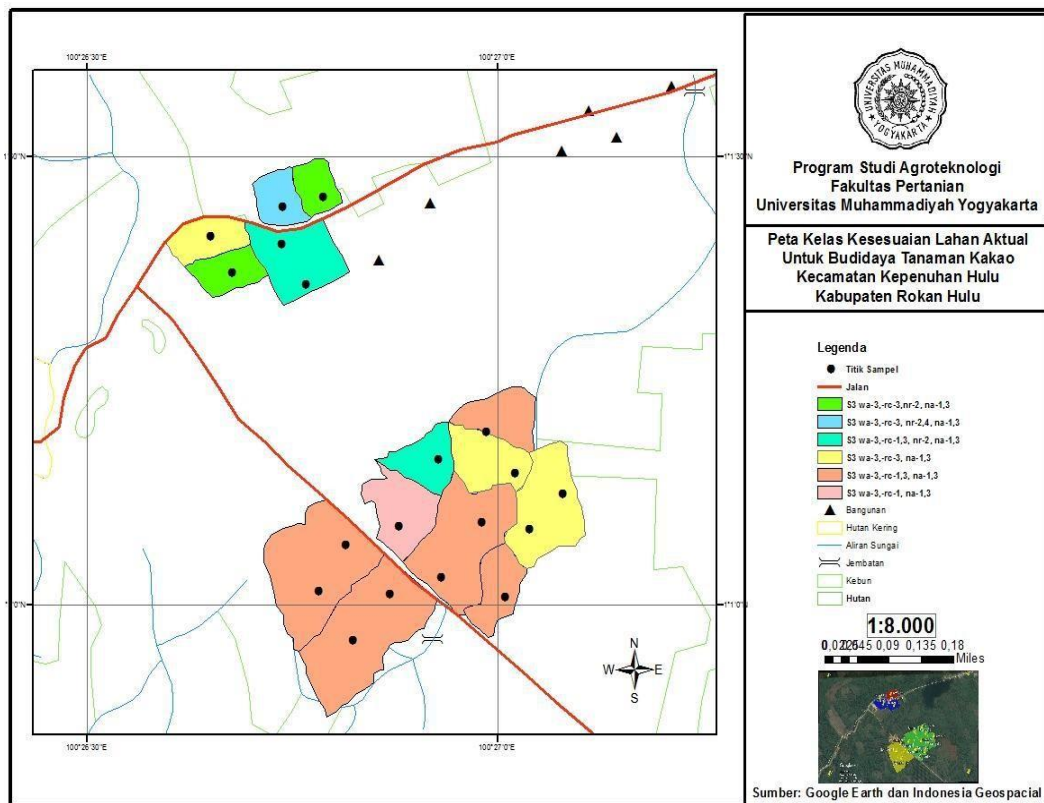 100°26'30"E
100°27'0"E
1°1'30"N
1°1'0"N
100°26'30"E
100°27'0"E
N
W
E
S
UNIVERSITAS MUHAMMADIYAH
YOGYAKARTA
Program Studi Agroteknologi
Fakultas Pertanian
Universitas Muhammadiyah Yogyakarta
Peta Kelas Kesesuaian Lahan Aktual
Untuk Budidaya Tanaman Kakao
Kecamatan Kepenuhan Hulu
Kabupaten Rokan Hulu
Legenda
Titik Sampel
Jalan
S3 wa-3,-rc-3,nr-2, na-1,3
S3 wa-3,-rc-3, nr-2,4, na-1,3
S3 wa-3,-rc-1,3, nr-2, na-1,3
S3 wa-3,-rc-3, na-1,3
S3 wa-3,-rc-1,3, na-1,3
S3 wa-3,-rc-1, na-1,3
Bangunan
Hutan Kering
Aliran Sungai
Jembatan
Kebun
Hutan
1:8.000
0,09 0,135 0,18
Miles
Sumber: Google Earth dan Indonesia Geospacial